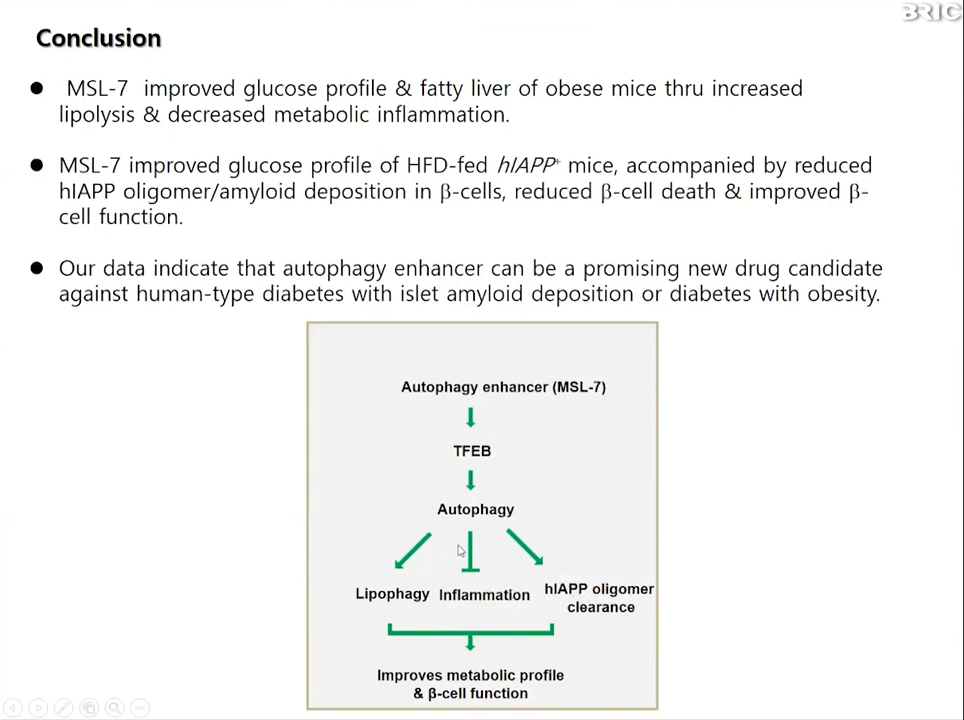 BRIC
Conclusion
● MSL-7 improved glucose profile & fatty liver of obese mice thru increased
lipolysis & decreased metabolic inflammation.
● MSL-7 improved glucose profile of HFD-fed hIAPP⁺ mice, accompanied by reduced
hIAPP oligomer/amyloid deposition in β-cells, reduced β-cell death & improved β-
cell function.
● Our data indicate that autophagy enhancer can be a promising new drug candidate
against human-type diabetes with islet amyloid deposition or diabetes with obesity.
Autophagy enhancer (MSL-7)
TFEB
Autophagy
Lipophagy
Inflammation
hIAPP oligomer
clearance
Improves metabolic profile
& β-cell function